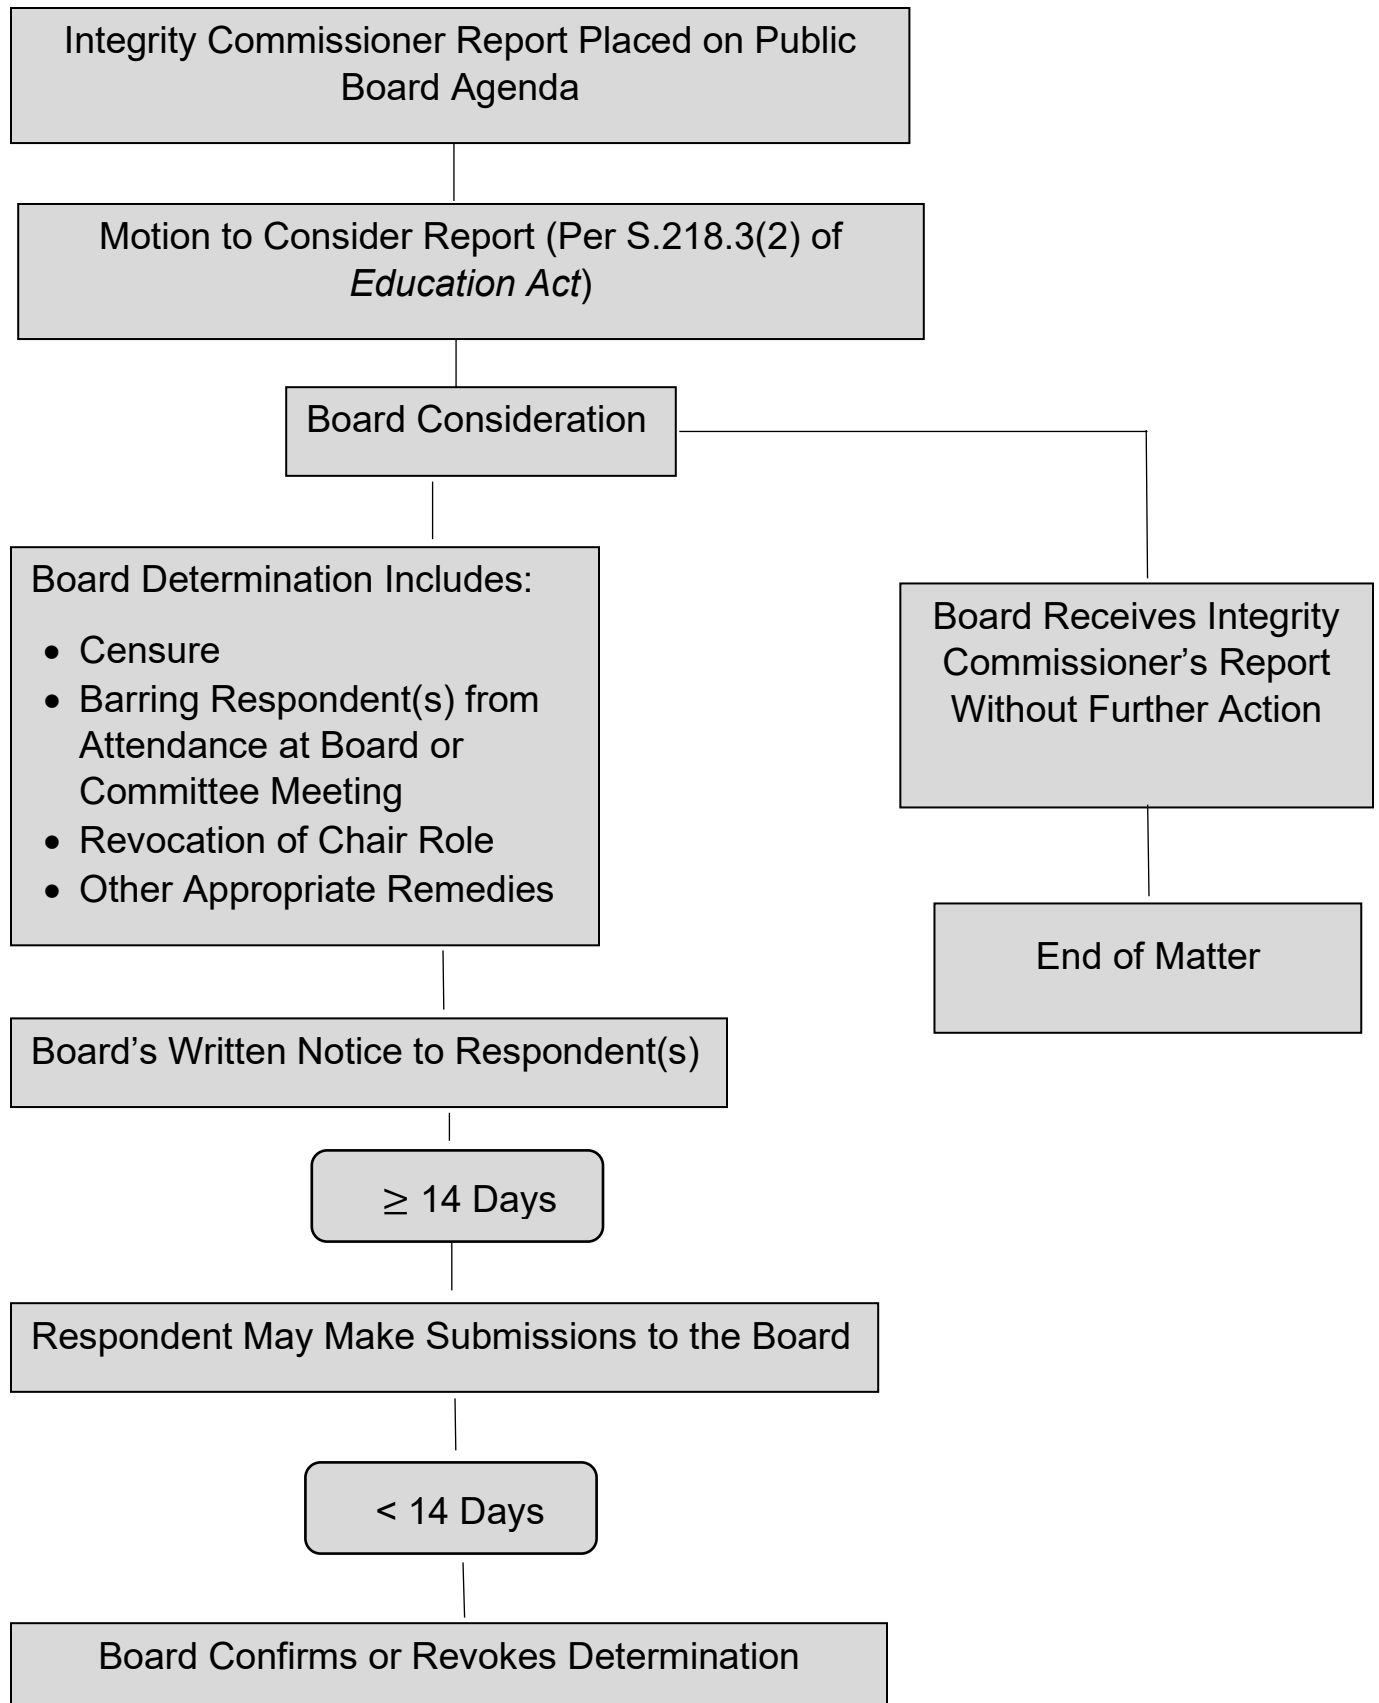 Integrity Commissioner Report Placed on Public
Board Agenda
Motion to Consider Report (Per S.218.3(2) of
Education Act)
Board Consideration
Board Determination Includes:
• Censure
• Barring Respondent(s) from
Attendance at Board or
Committee Meeting
• Revocation of Chair Role
• Other Appropriate Remedies
Board Receives Integrity
Commissioner’s Report
Without Further Action
End of Matter
Board’s Written Notice to Respondent(s)
≥ 14 Days
Respondent May Make Submissions to the Board
< 14 Days
Board Confirms or Revokes Determination